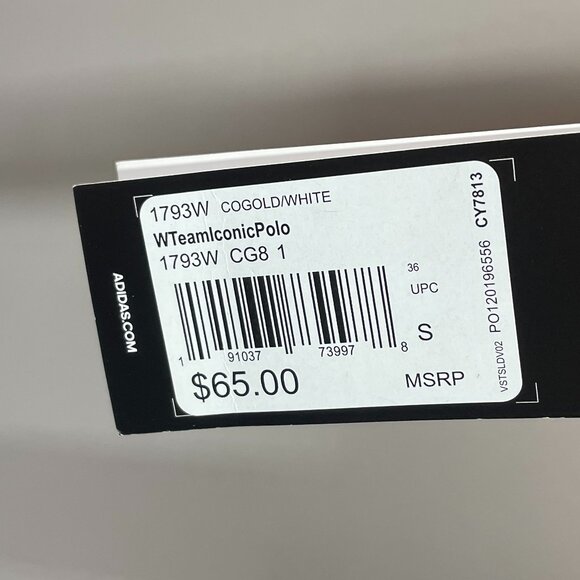 1793W COGOLD/WHITE
WTeamIconicPolo
1793W CG8 1
36
UPC
S
1 91037 73997 8
$65.00
MSRP
VSTSLDV02 PO120196556 CY7813
ADIDAS.COM